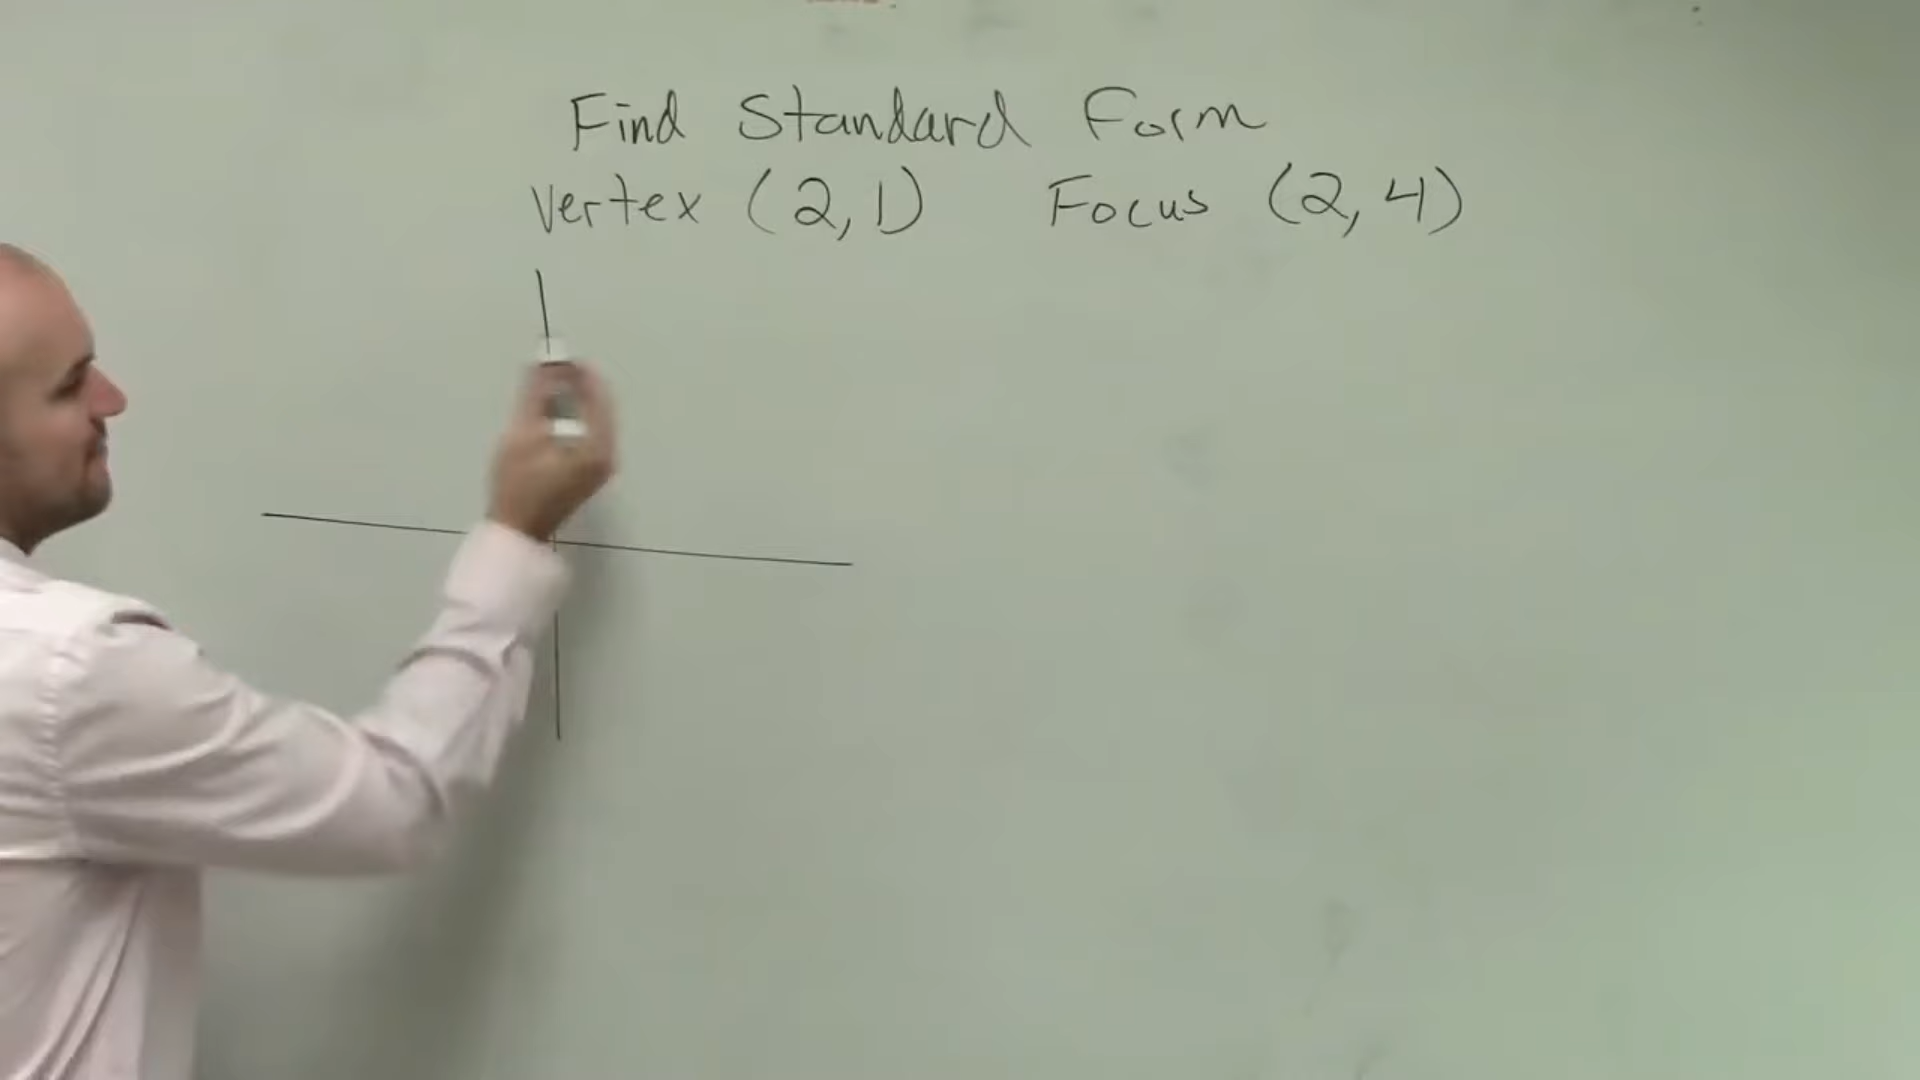 Find Standard Form
Vertex (2,1) Focus (2,4)